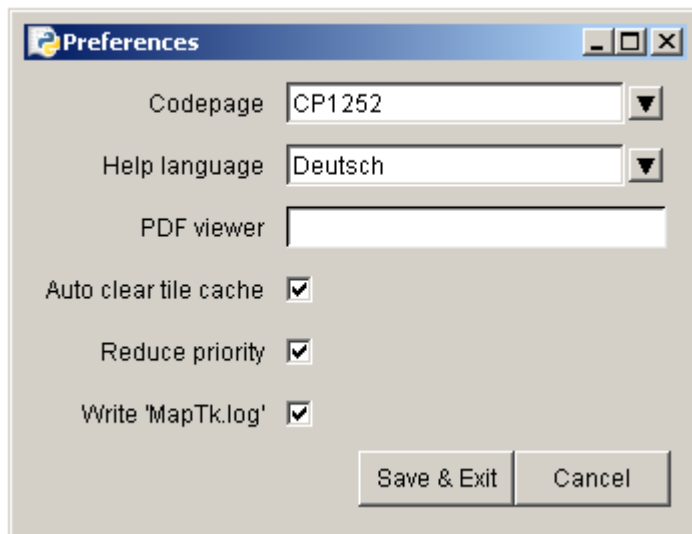 Preferences
Codepage CP1252
Help language Deutsch
PDF viewer
Auto clear tile cache
Reduce priority
Write 'MapTk.log'
Save & Exit Cancel